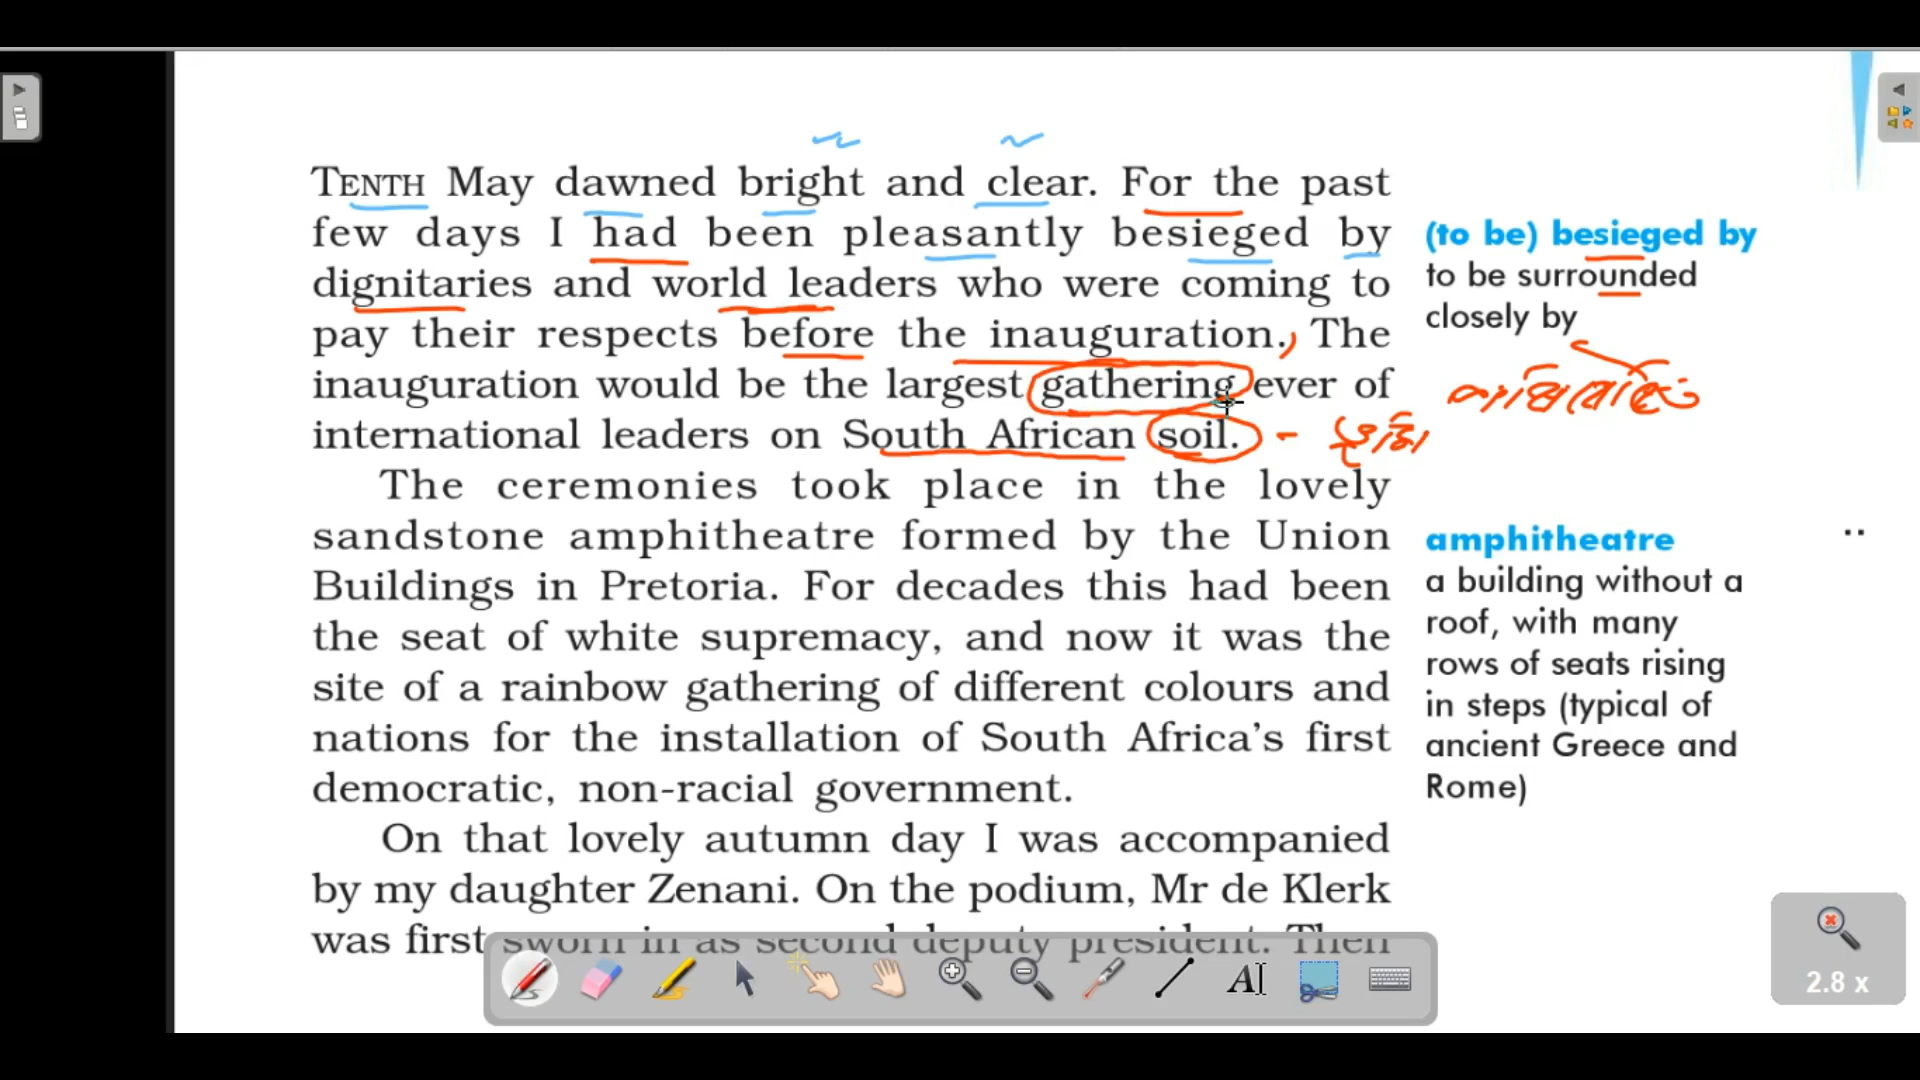 TENTH May dawned bright and clear. For the past
few days I had been pleasantly besieged by
dignitaries and world leaders who were coming to
pay their respects before the inauguration. The
inauguration would be the largest gathering ever of
international leaders on South African soil.
The ceremonies took place in the lovely
sandstone amphitheatre formed by the Union
Buildings in Pretoria. For decades this had been
the seat of white supremacy, and now it was the
site of a rainbow gathering of different colours and
nations for the installation of South Africa’s first
democratic, non-racial government.
On that lovely autumn day I was accompanied
by my daughter Zenani. On the podium, Mr de Klerk
was first sworn in as second deputy president. Then
(to be) besieged by
to be surrounded
closely by
amphitheatre
a building without a
roof, with many
rows of seats rising
in steps (typical of
ancient Greece and
Rome)
2.8 x